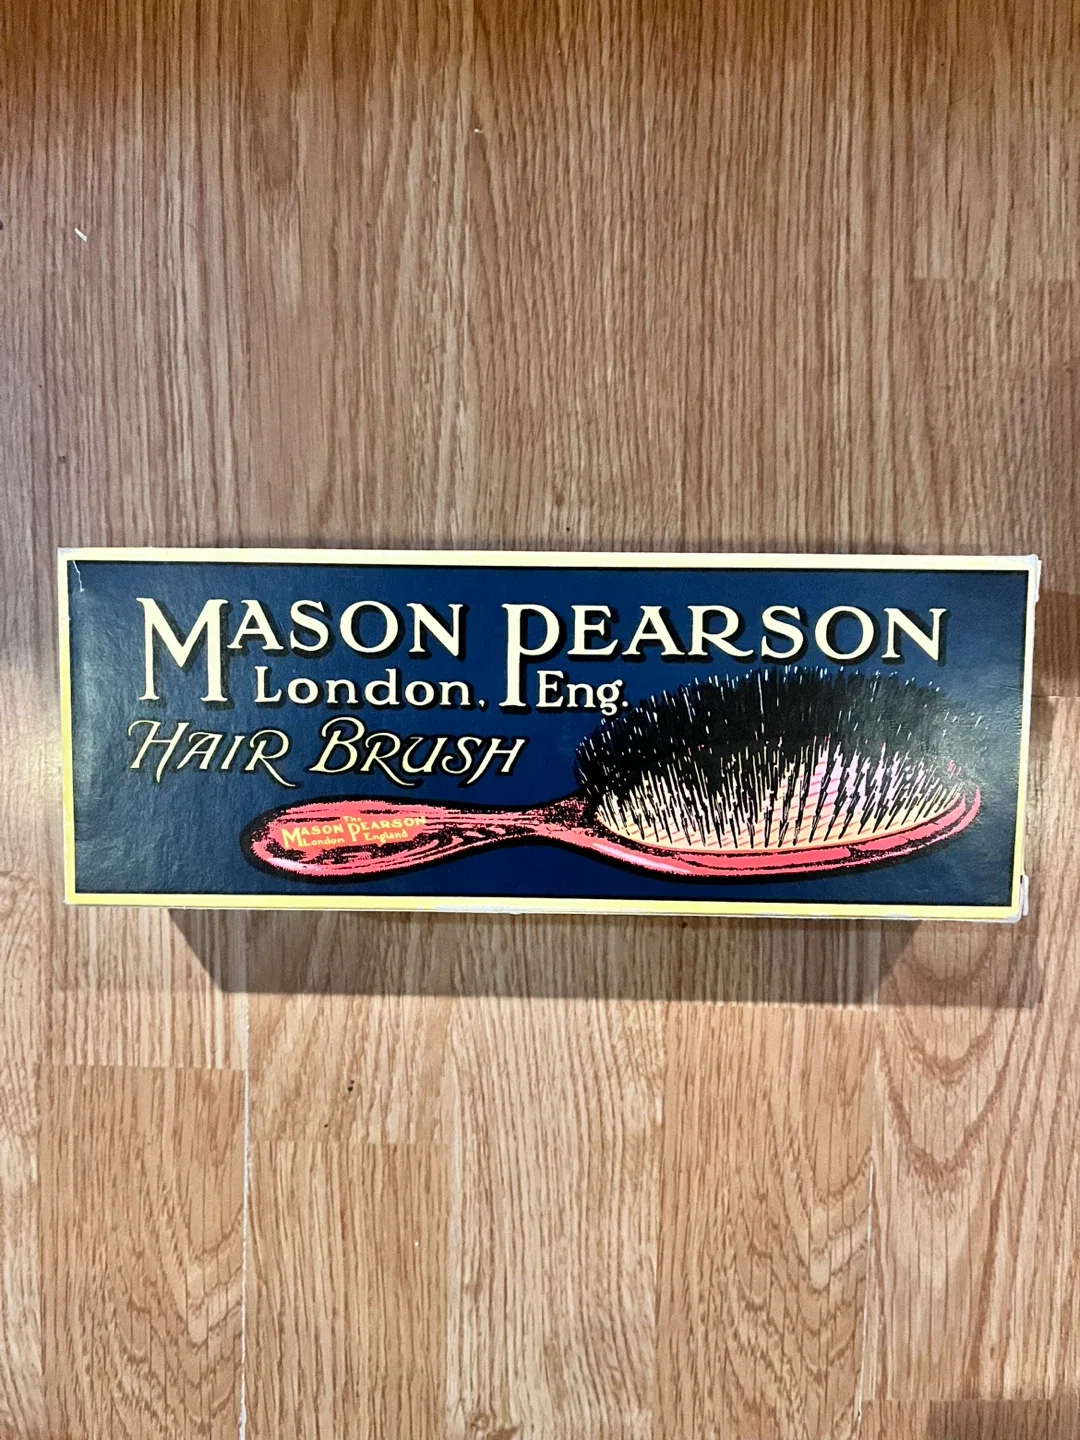 MASON PEARSON
London, Eng.
HAIR BRUSH
The
MASON PEARSON
London England